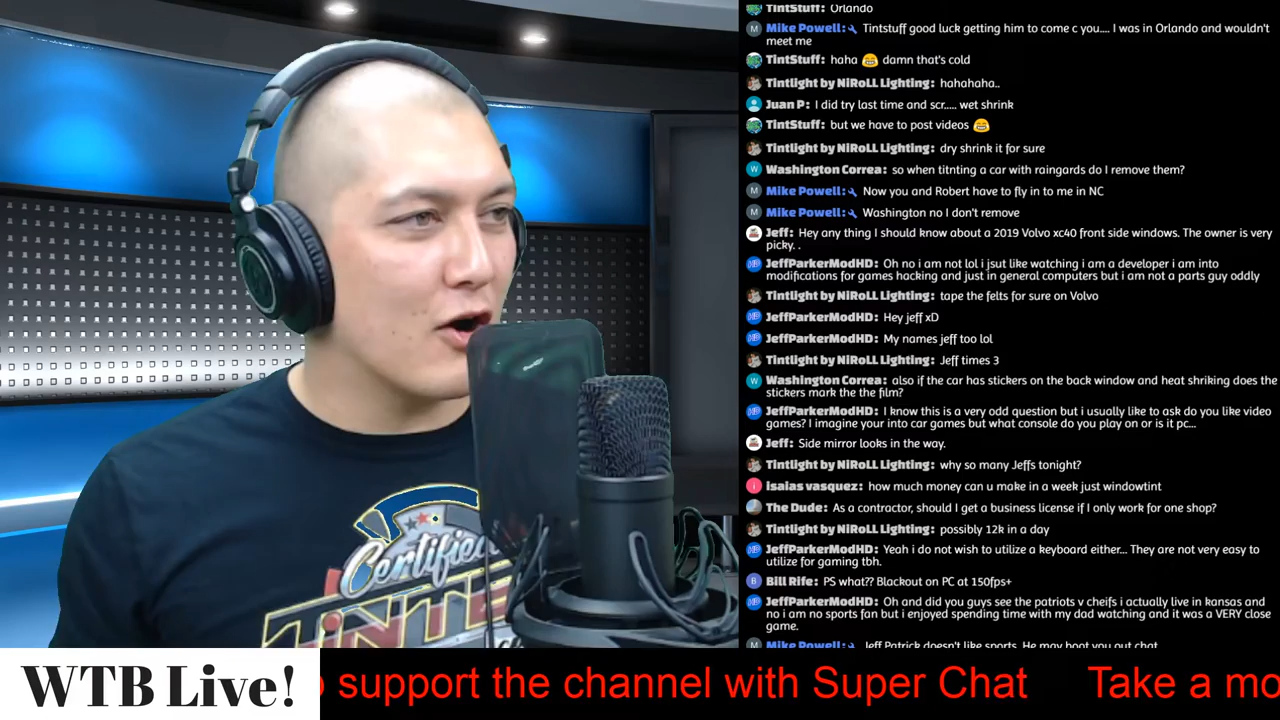 TintStuff: Orlando
Mike Powell: Tintstuff good luck getting him to come c you.... I was in Orlando and wouldn't
meet me
TintStuff: haha 😂 damn that's cold
Tintlight by NiRoLL Lighting: hahahaha..
Juan P: I did try last time and scr..... wet shrink
TintStuff: but we have to post videos 😂
Tintlight by NiRoLL Lighting: dry shrink it for sure
Washington Correa: so when titnting a car with raingards do I remove them?
Mike Powell: Now you and Robert have to fly in to me in NC
Mike Powell: Washington no I don't remove
Jeff: Hey any thing I should know about a 2019 Volvo xc40 front side windows. The owner is very
picky. .
JeffParkerModHD: Oh no i am not lol i jsut like watching i am a developer i am into
modifications for games hacking and just in general computers but i am not a parts guy oddly
Tintlight by NiRoLL Lighting: tape the felts for sure on Volvo
JeffParkerModHD: Hey jeff xD
JeffParkerModHD: My names jeff too lol
Tintlight by NiRoLL Lighting: Jeff times 3
Washington Correa: also if the car has stickers on the back window and heat shriking does the
stickers mark the the film?
JeffParkerModHD: I know this is a very odd question but i usually like to ask do you like video
games? I imagine your into car games but what console do you play on or is it pc...
Jeff: Side mirror looks in the way.
Tintlight by NiRoLL Lighting: why so many Jeffs tonight?
isaias vasquez: how much money can u make in a week just windowtint
The Dude: As a contractor, should I get a business license if I only work for one shop?
Tintlight by NiRoLL Lighting: possibly 12k in a day
JeffParkerModHD: Yeah i do not wish to utilize a keyboard either... They are not very easy to
utilize for gaming tbh.
Bill Rife: PS what?? Blackout on PC at 150fps+
JeffParkerModHD: Oh and did you guys see the patriots v cheifs i actually live in kansas and
no i am no sports fan but i enjoyed spending time with my dad watching and it was a VERY close
game.
Mike Powell: Jeff Patrick doesn't like sports. He may boot you out chat
Certified
TINTE
WTB Live!
o support the channel with Super Chat Take a mo